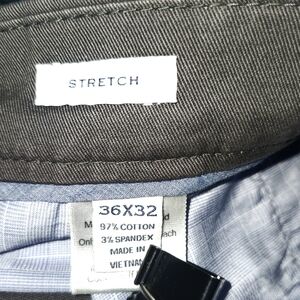 STRETCH
36X32
97% COTTON
3% SPANDEX
MADE IN
VIETNAM